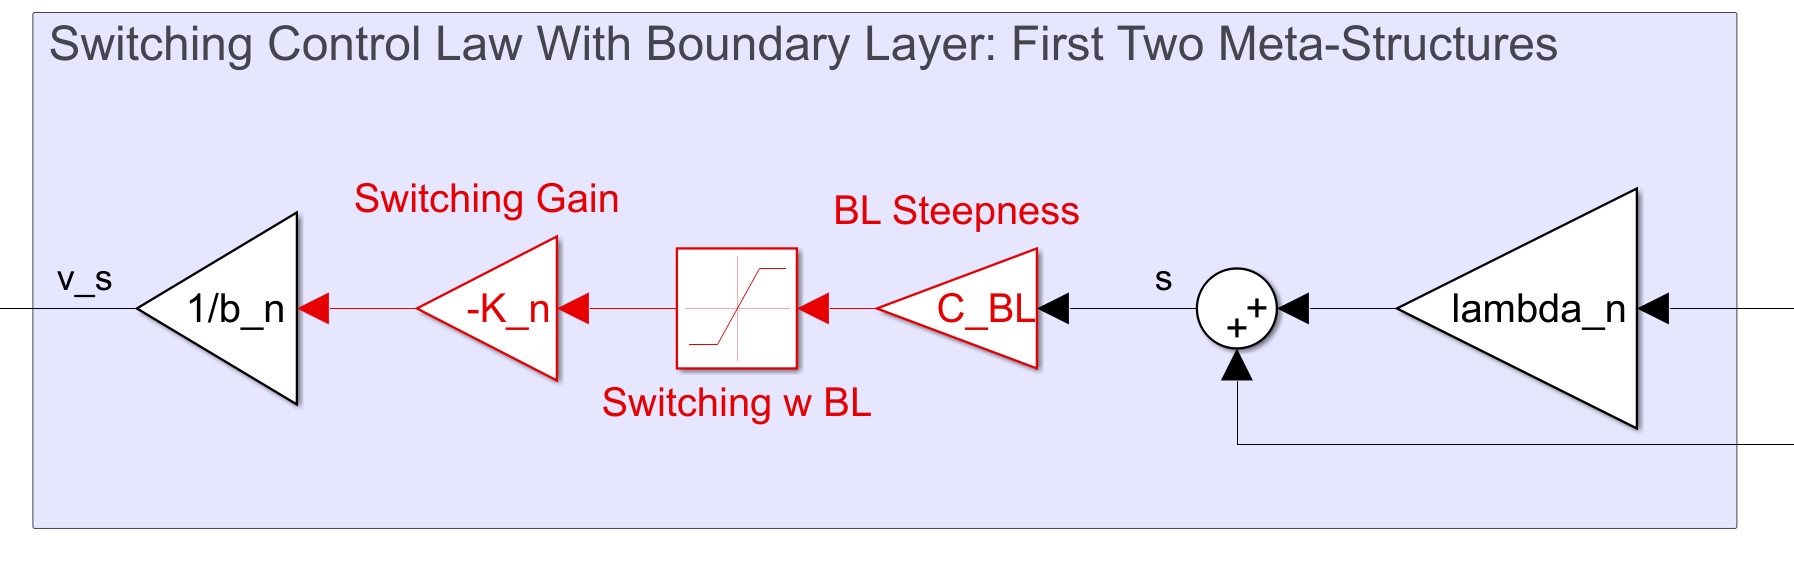 Switching Control Law With Boundary Layer: First Two Meta-Structures
Switching Gain
BL Steepness
v_s
s
1/b_n
-K_n
C_BL
+
+
lambda_n
Switching w BL